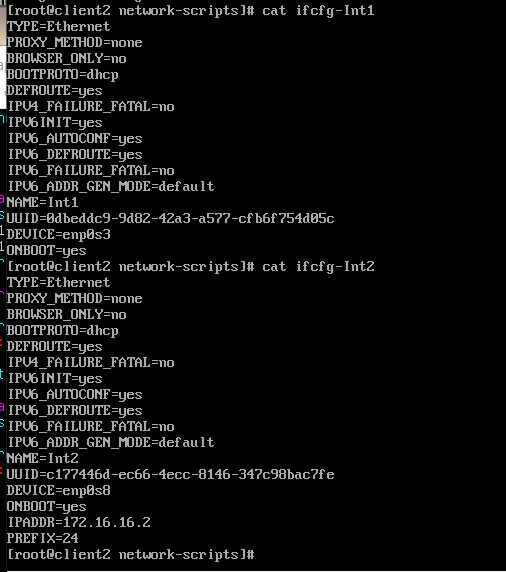 [root@client2 network-scripts]# cat ifcfg-Int1
TYPE=Ethernet
PROXY_METHOD=none
BROWSER_ONLY=no
BOOTPROTO=dhcp
DEFROUTE=yes
IPV4_FAILURE_FATAL=no
IPV6INIT=yes
IPV6_AUTOCONF=yes
IPV6_DEFROUTE=yes
IPV6_FAILURE_FATAL=no
IPV6_ADDR_GEN_MODE=default
NAME=Int1
UUID=0dbeddc9-9d82-42a3-a577-cfb6f754d05c
DEVICE=enp0s3
ONBOOT=yes
[root@client2 network-scripts]# cat ifcfg-Int2
TYPE=Ethernet
PROXY_METHOD=none
BROWSER_ONLY=no
BOOTPROTO=dhcp
DEFROUTE=yes
IPV4_FAILURE_FATAL=no
IPV6INIT=yes
IPV6_AUTOCONF=yes
IPV6_DEFROUTE=yes
IPV6_FAILURE_FATAL=no
IPV6_ADDR_GEN_MODE=default
NAME=Int2
UUID=c177446d-ec66-4ecc-8146-347c98bac7fe
DEVICE=enp0s8
ONBOOT=yes
IPADDR=172.16.16.2
PREFIX=24
[root@client2 network-scripts]#